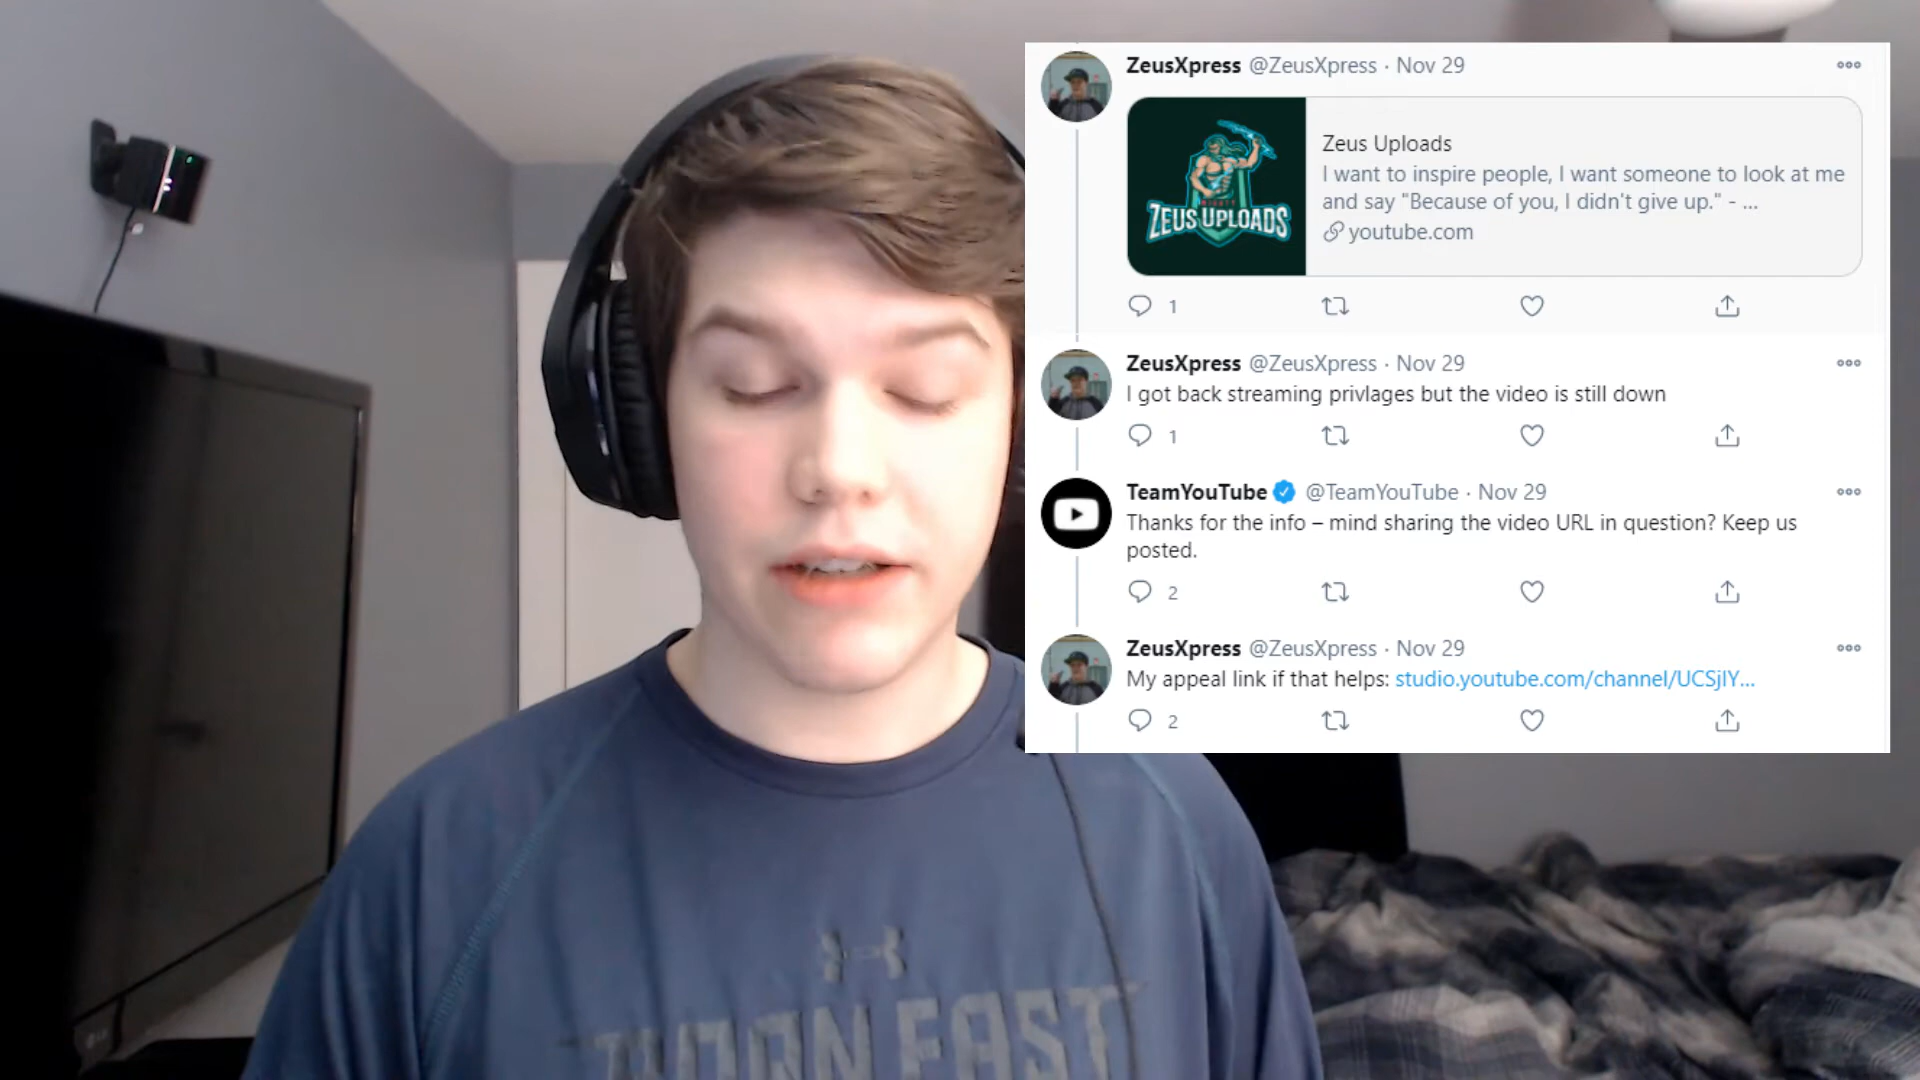 ZeusXpress @ZeusXpress · Nov 29
MIGHTY
ZEUS UPLOADS
Zeus Uploads
I want to inspire people, I want someone to look at me
and say "Because of you, I didn't give up." - ...
youtube.com
1
ZeusXpress @ZeusXpress · Nov 29
I got back streaming privlages but the video is still down
1
TeamYouTube @TeamYouTube · Nov 29
Thanks for the info – mind sharing the video URL in question? Keep us
posted.
2
ZeusXpress @ZeusXpress · Nov 29
My appeal link if that helps: studio.youtube.com/channel/UCSjIY...
2